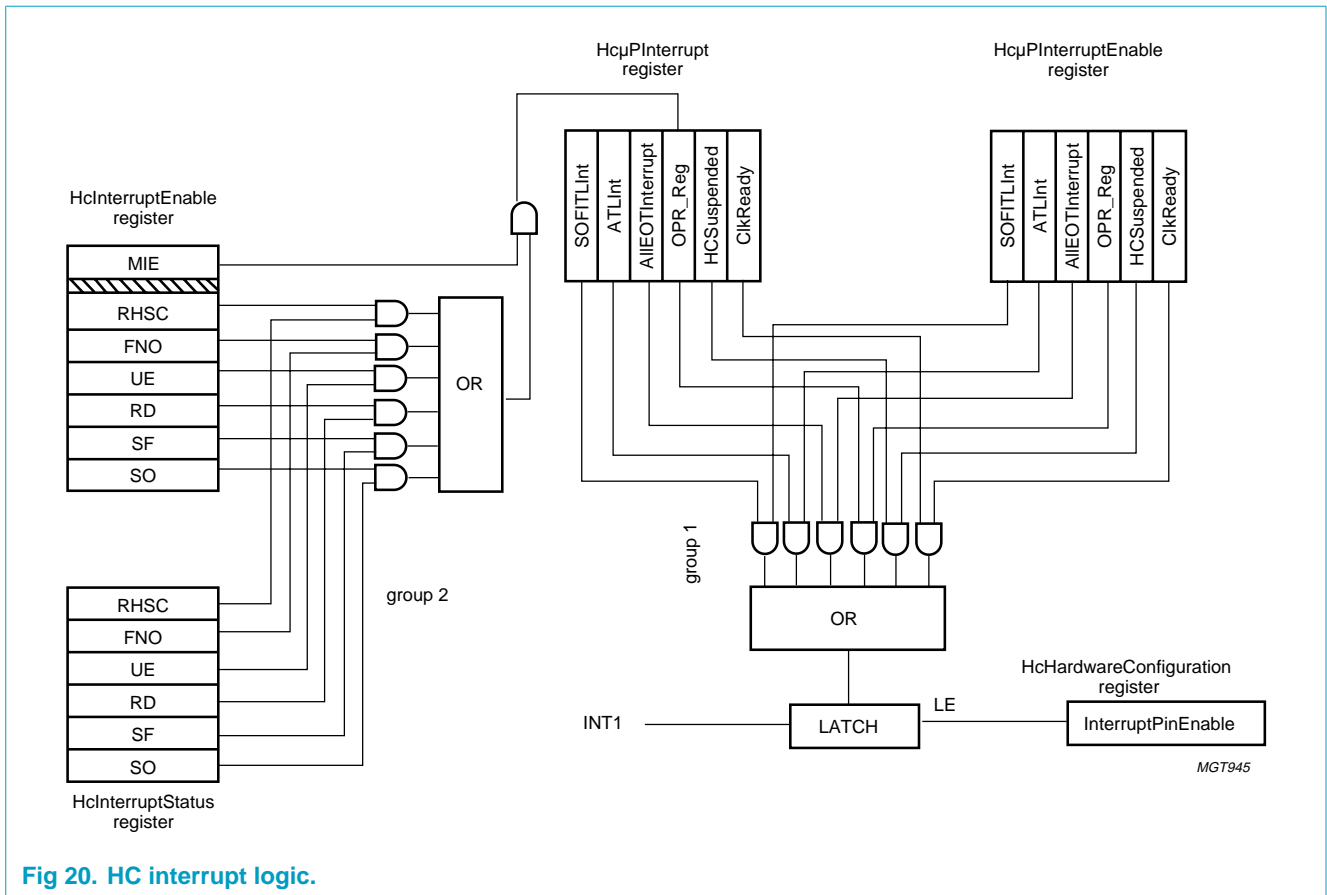 HcµPInterrupt
register
HcµPInterruptEnable
register
SOFITLInt
ATLInt
AllEOTInterrupt
OPR_Reg
HCSuspended
ClkReady
SOFITLInt
ATLInt
AllEOTInterrupt
OPR_Reg
HCSuspended
ClkReady
HcInterruptEnable
register
MIE
RHSC
FNO
UE
RD
SF
SO
OR
group 2
RHSC
FNO
UE
RD
SF
SO
HcInterruptStatus
register
group 1
OR
INT1
LATCH
LE
HcHardwareConfiguration
register
InterruptPinEnable
MGT945
Fig 20. HC interrupt logic.